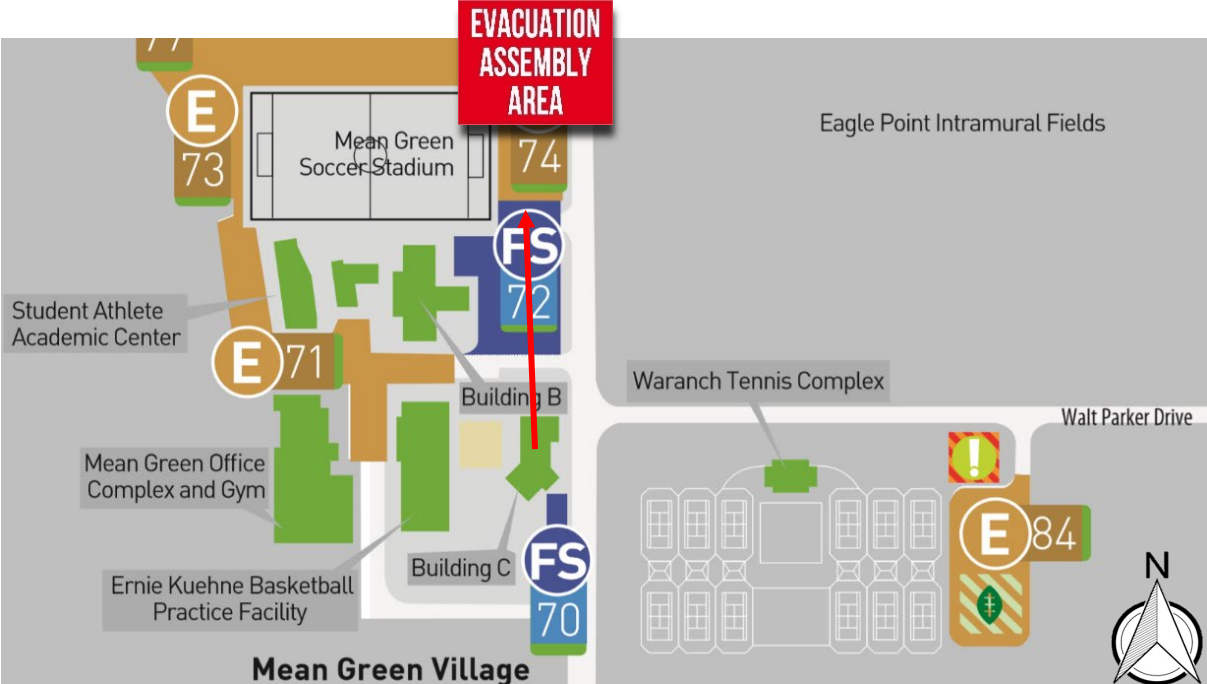 EVACUATION
ASSEMBLY
AREA
77
E
73
Mean Green
Soccer Stadium
74
Eagle Point Intramural Fields
FS
72
Student Athlete
Academic Center
E
71
Building B
Waranch Tennis Complex
Walt Parker Drive
Mean Green Office
Complex and Gym
!
E
84
Building C
FS
70
Ernie Kuehne Basketball
Practice Facility
N
Mean Green Village